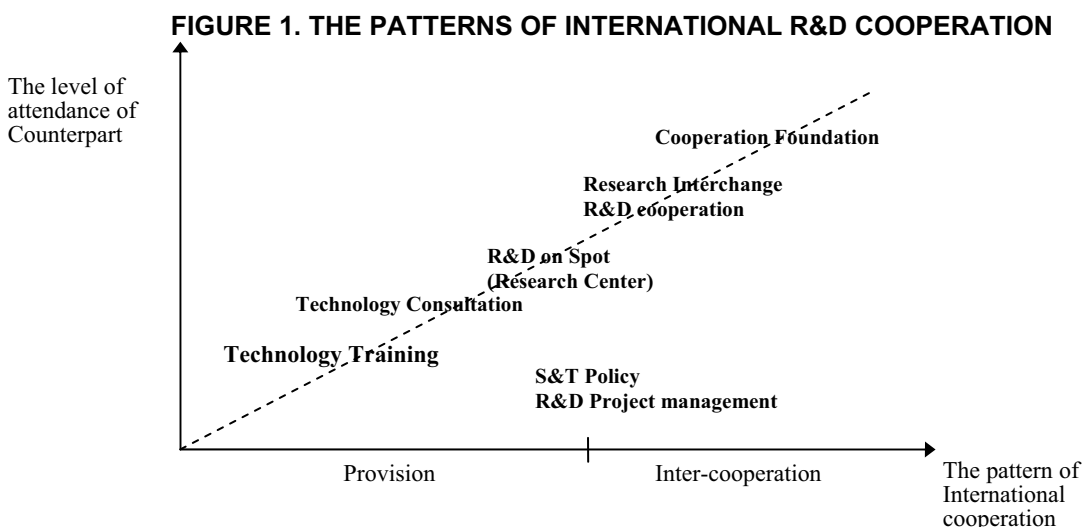 FIGURE 1. THE PATTERNS OF INTERNATIONAL R&D COOPERATION
The level of
attendance of
Counterpart
Cooperation Foundation
Research Interchange
R&D cooperation
R&D on Spot
(Research Center)
Technology Consultation
Technology Training
S&T Policy
R&D Project management
Provision
Inter-cooperation
The pattern of
International
cooperation